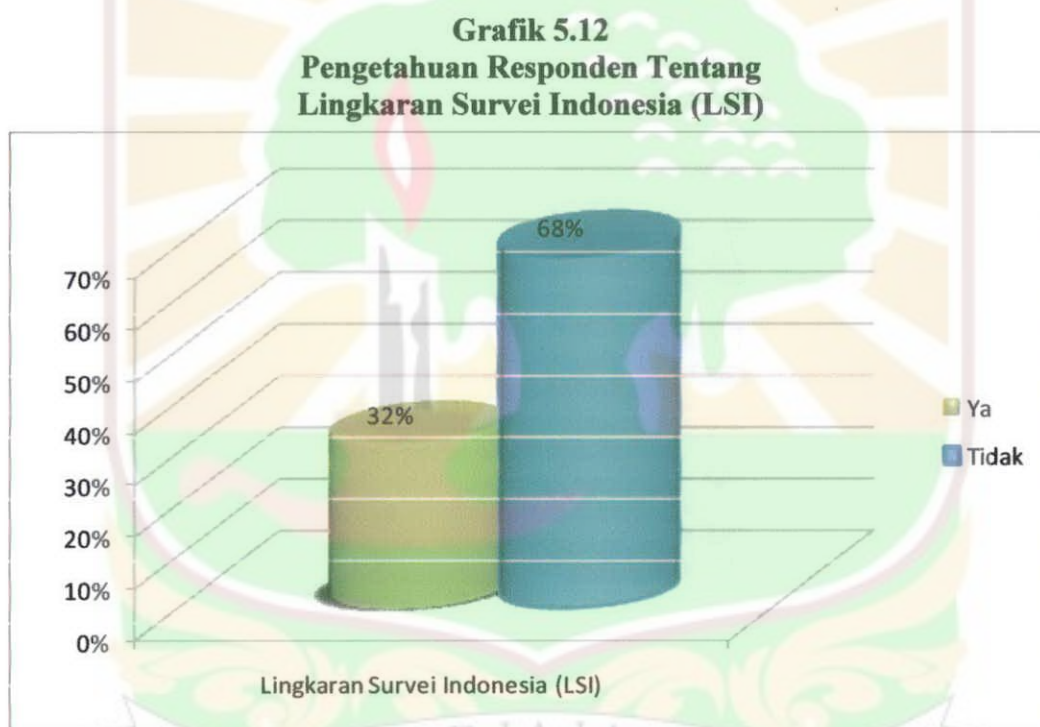 Grafik 5.12
Pengetahuan Responden Tentang
Lingkaran Survei Indonesia (LSI)
68%
70%
60%
50%
40%
30%
20%
10%
0%
32%
Ya
Tidak
Lingkaran Survei Indonesia (LSI)